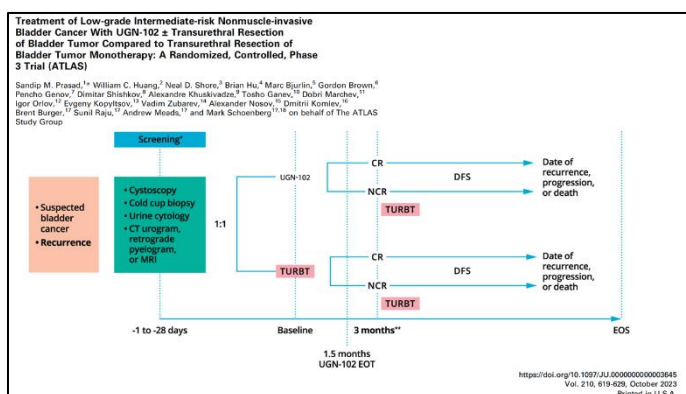 Treatment of Low-grade Intermediate-risk Nonmuscle-invasive
Bladder Cancer With UGN-102 ± Transurethral Resection
of Bladder Tumor Compared to Transurethral Resection of
Bladder Tumor Monotherapy: A Randomized, Controlled, Phase
3 Trial (ATLAS)
Sandip M. Prasad,¹* William C. Huang,² Neal D. Shore,³ Brian Hu,⁴ Marc Bjurlin,⁵ Gordon Brown,⁶
Pencho Genov,⁷ Dimitar Shishkov,⁸ Alexandre Khuskivadze,⁹ Tosho Ganev,¹⁰ Dobri Marchev,¹¹
Igor Orlov,¹² Evgeny Kopyltsov,¹³ Vadim Zubarev,¹⁴ Alexander Nosov,¹⁵ Dmitrii Komlev,¹⁶
Brent Burger,¹⁷ Sunil Raju,¹⁷ Andrew Meads,¹⁷ and Mark Schoenberg¹⁷,¹⁸ on behalf of The ATLAS
Study Group
Screening*
• Suspected
bladder
cancer
• Recurrence
• Cystoscopy
• Cold cup biopsy
• Urine cytology
• CT urogram,
retrograde
pyelogram,
or MRI
1:1
UGN-102
CR
NCR
TURBT
DFS
Date of
recurrence,
progression,
or death
TURBT
CR
NCR
TURBT
DFS
Date of
recurrence,
progression,
or death
-1 to -28 days
Baseline
3 months**
EOS
1.5 months
UGN-102 EOT
https://doi.org/10.1097/JU.0000000000003645
Vol. 210, 619-629, October 2023
Printed in U.S.A.